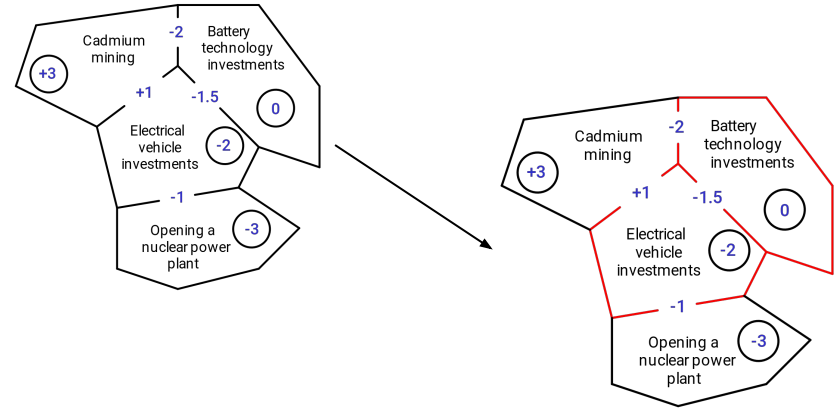 Cadmium
mining
+3
-2
Battery
technology
investments
0
+1
-1.5
Electrical
vehicle
investments
-2
-1
Opening a
nuclear power
plant
-3
Cadmium
mining
+3
-2
Battery
technology
investments
0
+1
-1.5
Electrical
vehicle
investments
-2
-1
Opening a
nuclear power
plant
-3